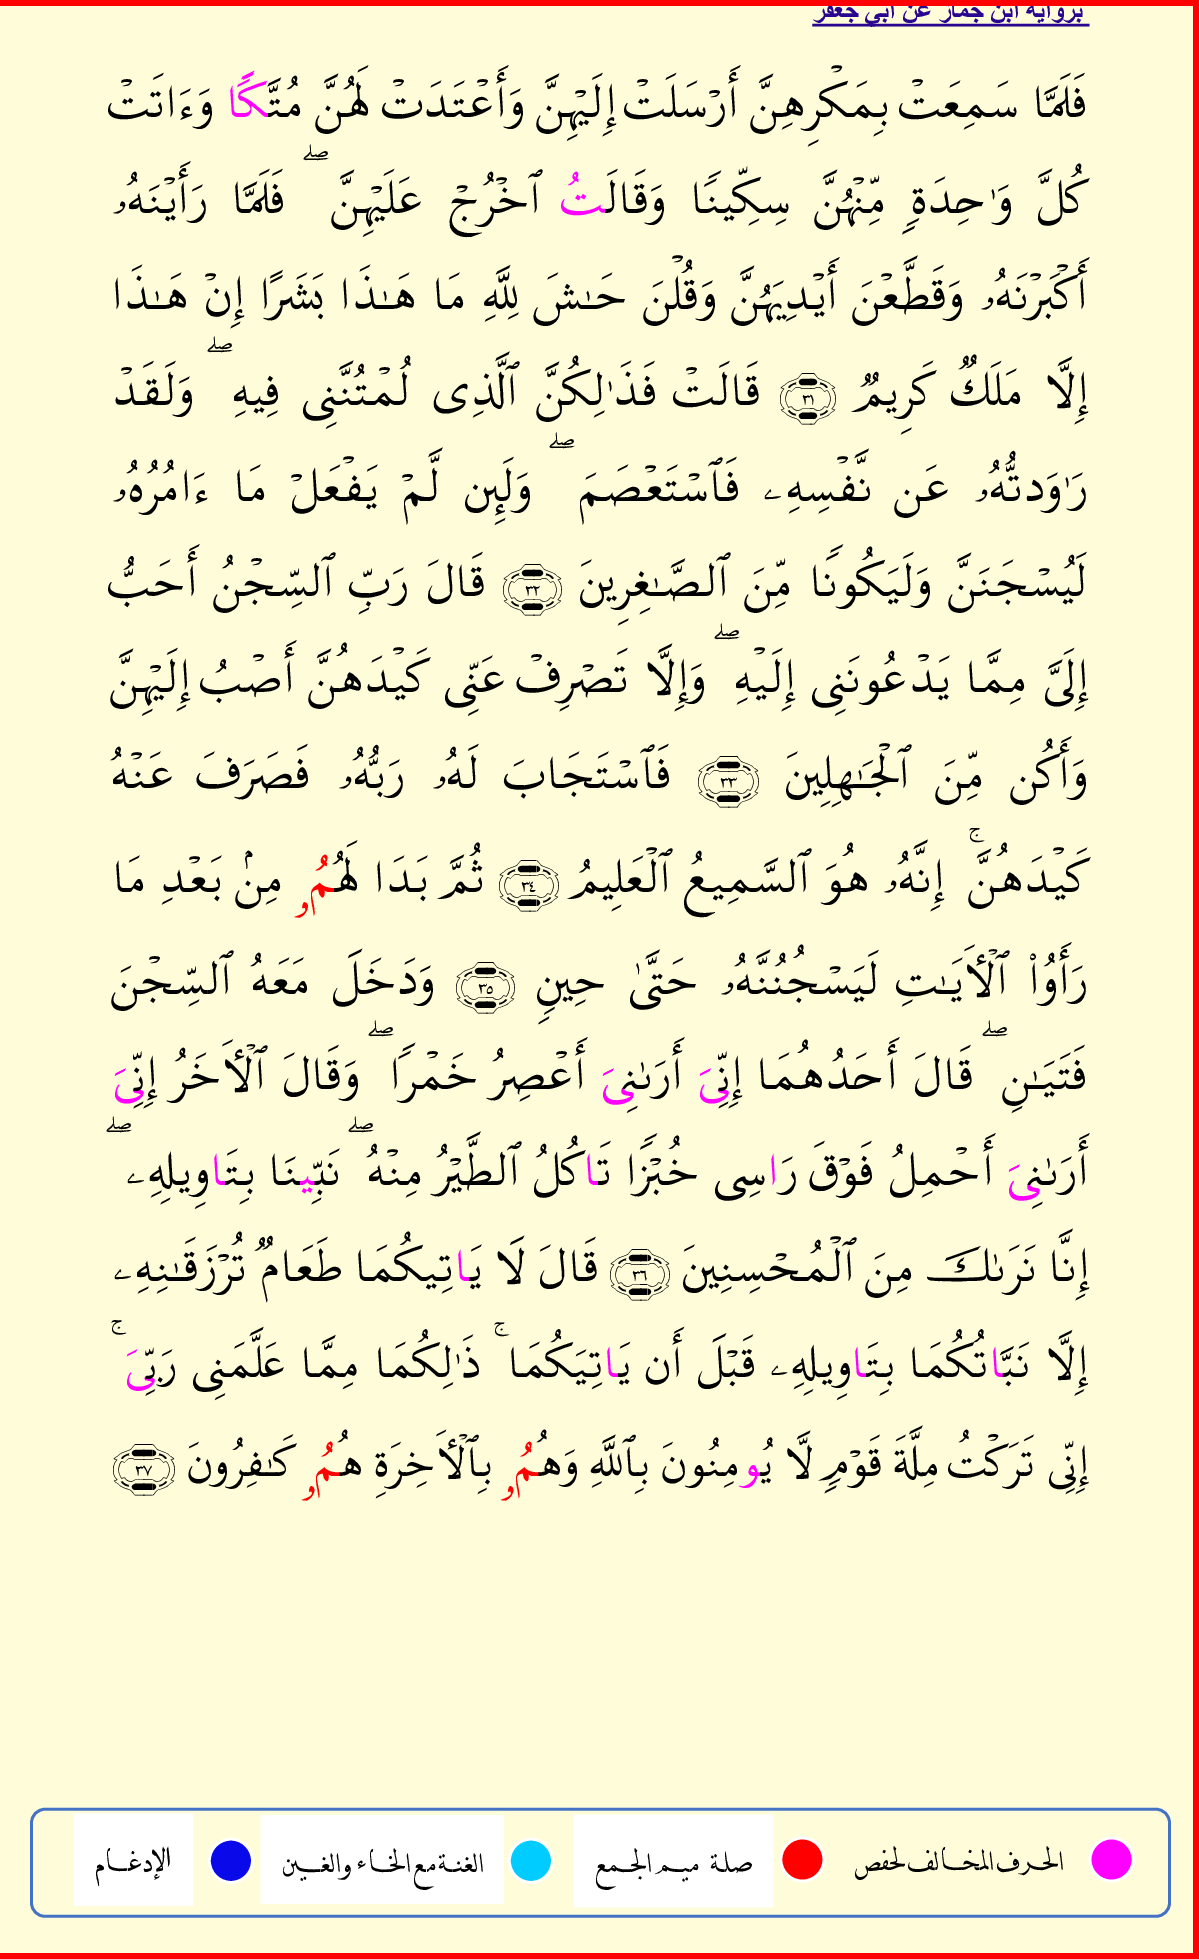 برواية ابن جماز عن أبي جعفر
فَلَمَّا سَمِعَتْ بِمَكْرِهِنَّ أَرْسَلَتْ إِلَيْهِنَّ وَأَعْتَدَتْ لَهُنَّ مُتَّكًا وَءَاتَتْ
كُلَّ وَٰحِدَةٍ مِّنْهُنَّ سِكِّينًا وَقَالَتُ ٱخْرُجْ عَلَيْهِنَّ ۖ فَلَمَّا رَأَيْنَهُۥ
أَكْبَرْنَهُۥ وَقَطَّعْنَ أَيْدِيَهُنَّ وَقُلْنَ حَـٰشَ لِلَّهِ مَا هَـٰذَا بَشَرًا إِنْ هَـٰذَا
إِلَّا مَلَكٌ كَرِيمٌ ٣١ قَالَتْ فَذَٰلِكُنَّ ٱلَّذِى لُمْتُنَّنِى فِيهِ ۖ وَلَقَدْ
رَٰوَدتُّهُۥ عَن نَّفْسِهِۦ فَٱسْتَعْصَمَ ۖ وَلَئِن لَّمْ يَفْعَلْ مَا ءَامُرُهُۥ
لَيُسْجَنَنَّ وَلَيَكُونًا مِّنَ ٱلصَّـٰغِرِينَ ٣٢ قَالَ رَبِّ ٱلسِّجْنُ أَحَبُّ
إِلَىَّ مِمَّا يَدْعُونَنِى إِلَيْهِ ۖ وَإِلَّا تَصْرِفْ عَنِّى كَيْدَهُنَّ أَصْبُ إِلَيْهِنَّ
وَأَكُن مِّنَ ٱلْجَـٰهِلِينَ ٣٣ فَٱسْتَجَابَ لَهُۥ رَبُّهُۥ فَصَرَفَ عَنْهُ
كَيْدَهُنَّ ۚ إِنَّهُۥ هُوَ ٱلسَّمِيعُ ٱلْعَلِيمُ ٣٤ ثُمَّ بَدَا لَهُمُۥ مِنۢ بَعْدِ مَا
رَأَوُا۟ ٱلْأَيَـٰتِ لَيَسْجُنُنَّهُۥ حَتَّىٰ حِينٍ ٣٥ وَدَخَلَ مَعَهُ ٱلسِّجْنَ
فَتَيَـٰنِ ۖ قَالَ أَحَدُهُمَا إِنِّىَ أَرَىٰنِىَ أَعْصِرُ خَمْرًا ۖ وَقَالَ ٱلْأَخَرُ إِنِّىَ
أَرَىٰنِىَ أَحْمِلُ فَوْقَ رَاسِى خُبْزًا تَاكُلُ ٱلطَّيْرُ مِنْهُ ۖ نَبِّينَا بِتَاوِيلِهِۦ ۖ
إِنَّا نَرَىٰكَ مِنَ ٱلْمُحْسِنِينَ ٣٦ قَالَ لَا يَاتِيكُمَا طَعَامٌ تُرْزَقَـٰنِهِۦ
إِلَّا نَبَّاتُكُمَا بِتَاوِيلِهِۦ قَبْلَ أَن يَاتِيَكُمَا ۚ ذَٰلِكُمَا مِمَّا عَلَّمَنِى رَبِّىَ ۚ
إِنِّى تَرَكْتُ مِلَّةَ قَوْمٍ لَّا يُومِنُونَ بِٱللَّهِ وَهُمُۥ بِٱلْأَخِرَةِ هُمُۥ كَـٰفِرُونَ ٣٧
الحرف المخالف لحفص صلة ميم الجمع الغنة مع الخاء والغين الإدغام